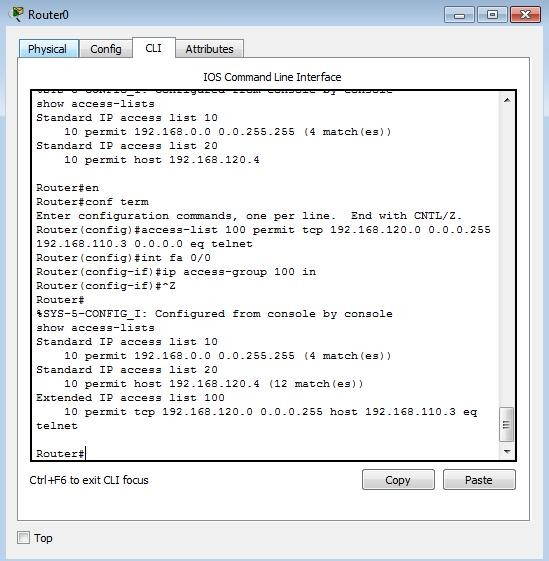 Router0
Physical Config CLI Attributes
IOS Command Line Interface
%SYS-5-CONFIG_I: Configured from console by console
show access-lists
Standard IP access list 10
10 permit 192.168.0.0 0.0.255.255 (4 match(es))
Standard IP access list 20
10 permit host 192.168.120.4
Router#en
Router#conf term
Enter configuration commands, one per line. End with CNTL/Z.
Router(config)#access-list 100 permit tcp 192.168.120.0 0.0.0.255
192.168.110.3 0.0.0.0 eq telnet
Router(config)#int fa 0/0
Router(config-if)#ip access-group 100 in
Router(config-if)#^Z
Router#
%SYS-5-CONFIG_I: Configured from console by console
show access-lists
Standard IP access list 10
10 permit 192.168.0.0 0.0.255.255 (4 match(es))
Standard IP access list 20
10 permit host 192.168.120.4 (12 match(es))
Extended IP access list 100
10 permit tcp 192.168.120.0 0.0.0.255 host 192.168.110.3 eq
telnet
Router#
Ctrl+F6 to exit CLI focus
Copy Paste
Top